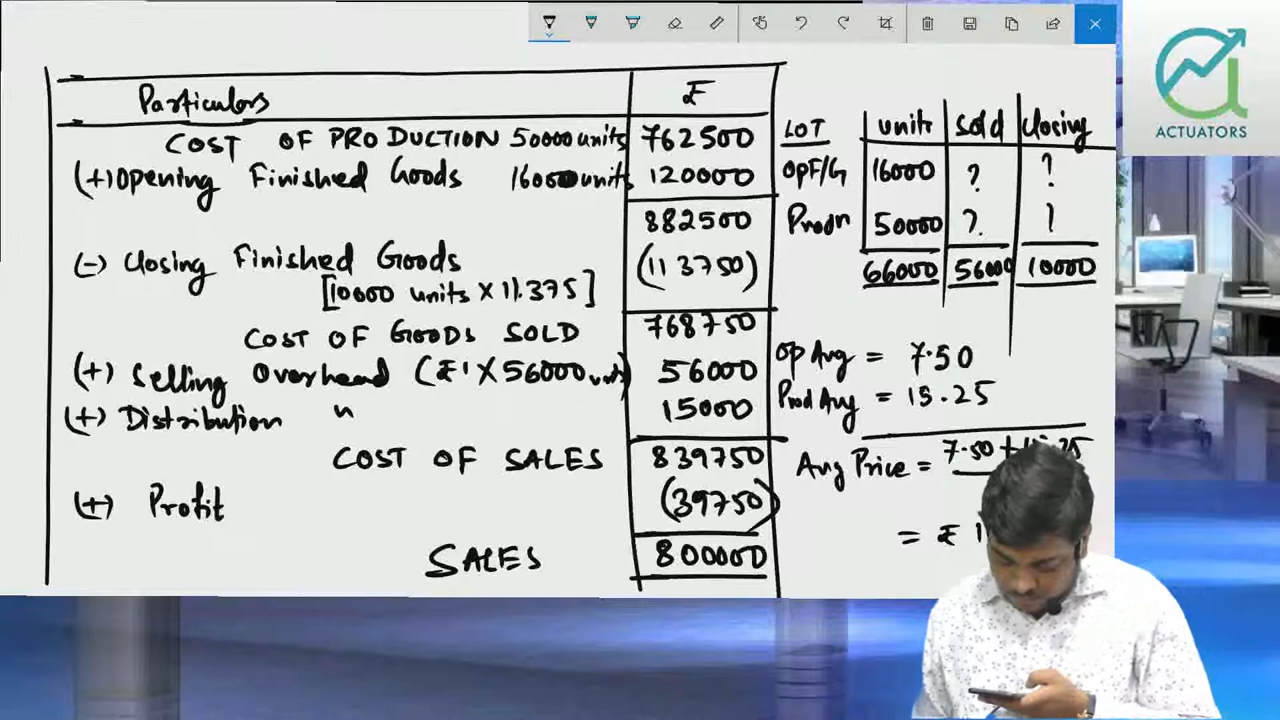 ACTUATORS
Particulars ₹
COST OF PRODUCTION 50000 units 762500
(+) Opening Finished Goods 16000 units 120000
882500
(-) Closing Finished Goods (113750)
[10000 units X 11.375]
COST OF GOODS SOLD 768750
(+) Selling Overhead (₹1 X 56000 units) 56000
(+) Distribution " 15000
COST OF SALES 839750
(+) Profit (39750)
SALES 800000
LOT units Sold Closing
OpF/G 16000 ? ?
Prodn 50000 ? ?
66000 56000 10000
Op Avg = 7.50
Prod Avg = 15.25
Avg Price = 7.50 +
= ₹ 1